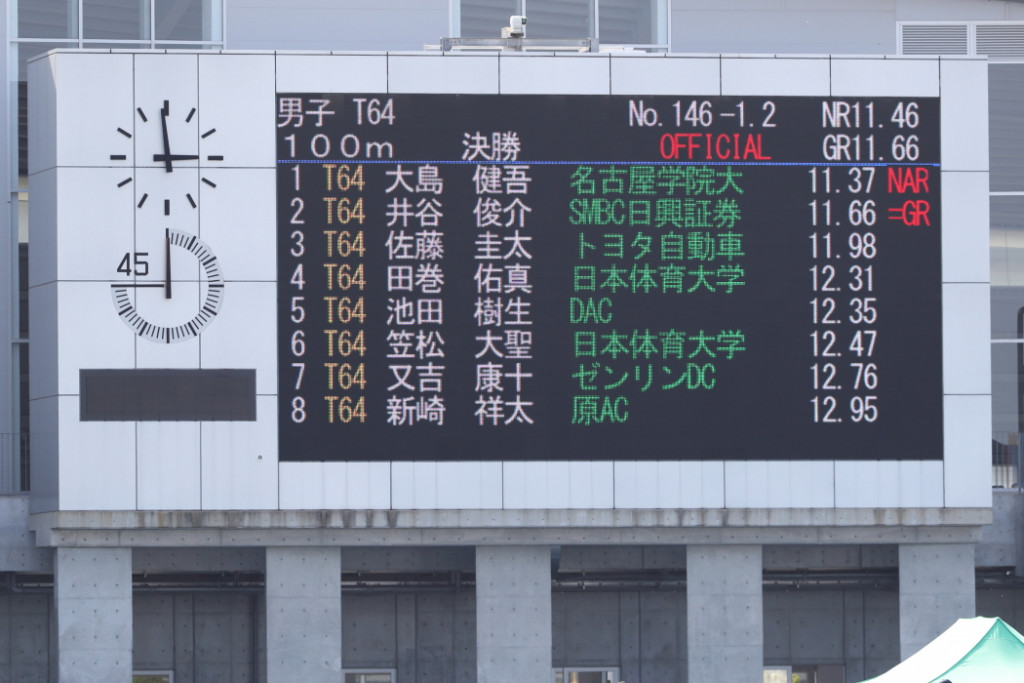 男子 T64 No.146 -1.2 NR11.46
100m 決勝 OFFICIAL GR11.66
1 T64 大島 健吾 名古屋学院大 11.37 NAR
2 T64 井谷 俊介 SMBC日興証券 11.66 =GR
3 T64 佐藤 圭太 トヨタ自動車 11.98
4 T64 田巻 佑真 日本体育大学 12.31
5 T64 池田 樹生 DAC 12.35
6 T64 笠松 大聖 日本体育大学 12.47
7 T64 又吉 康十 ゼンリンDC 12.76
8 T64 新崎 祥太 原AC 12.95
45